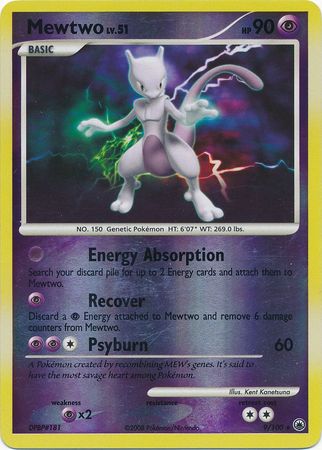 Mewtwo LV.51 HP 90
BASIC
NO. 150 Genetic Pokémon HT: 6'07" WT: 269.0 lbs.
Energy Absorption
Search your discard pile for up to 2 Energy cards and attach them to
Mewtwo.
Recover
Discard a Energy attached to Mewtwo and remove 6 damage
counters from Mewtwo.
Psyburn 60
A Pokémon created by recombining MEW's genes. It's said to
have the most savage heart among Pokémon.
Illus. Kent Kanetsuna
weakness resistance retreat cost
×2
DPBP#181 ©2008 Pokémon/Nintendo. 9/100 ★